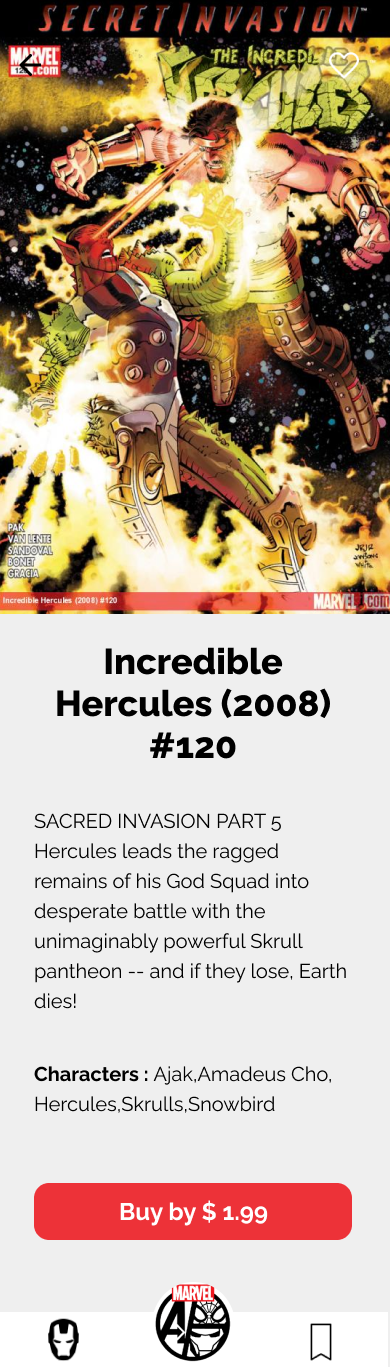 SECRET INVASION™
MARVEL
.com
THE INCREDIBLE
HERCULES
PAK
VAN LENTE
SANDOVAL
BONET
GRACIA
Incredible Hercules (2008) #120
MARVEL.COM
Incredible
Hercules (2008)
#120
SACRED INVASION PART 5
Hercules leads the ragged
remains of his God Squad into
desperate battle with the
unimaginably powerful Skrull
pantheon -- and if they lose, Earth
dies!
Characters : Ajak,Amadeus Cho,
Hercules,Skrulls,Snowbird
Buy by $ 1.99
MARVEL